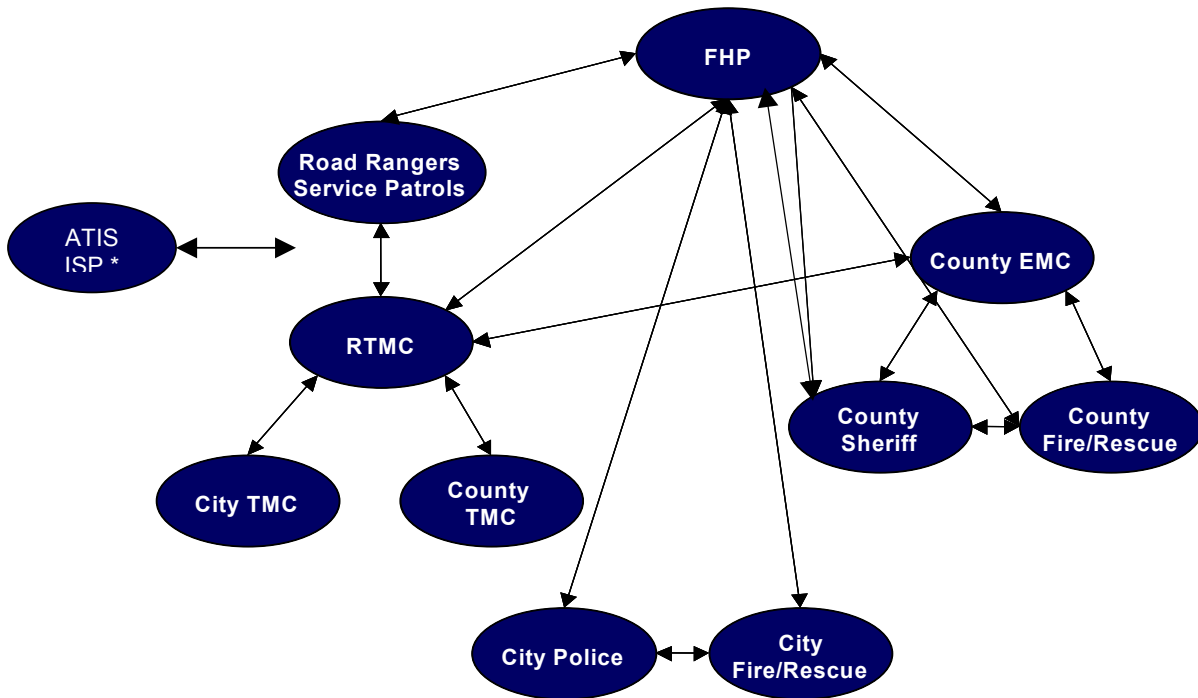 FHP
Road Rangers
Service Patrols
ATIS
ISP *
County EMC
RTMC
County
Sheriff
County
Fire/Rescue
City TMC
County
TMC
City Police
City
Fire/Rescue